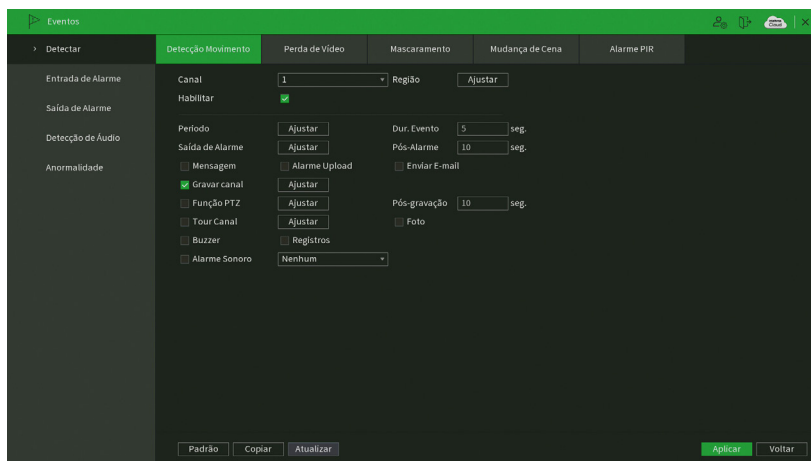 Eventos
Detectar
Entrada de Alarme
Saída de Alarme
Detecção de Áudio
Anormalidade
Detecção Movimento Perda de Vídeo Mascaramento Mudança de Cena Alarme PIR
Canal 1 Região Ajustar
Habilitar
Período Ajustar Dur. Evento 5 seg.
Saída de Alarme Ajustar Pós-Alarme 10 seg.
Mensagem Alarme Upload Enviar E-mail
Gravar canal Ajustar
Função PTZ Ajustar Pós-gravação 10 seg.
Tour Canal Ajustar Foto
Buzzer Registros
Alarme Sonoro Nenhum
Padrão Copiar Atualizar Aplicar Voltar
Cloud